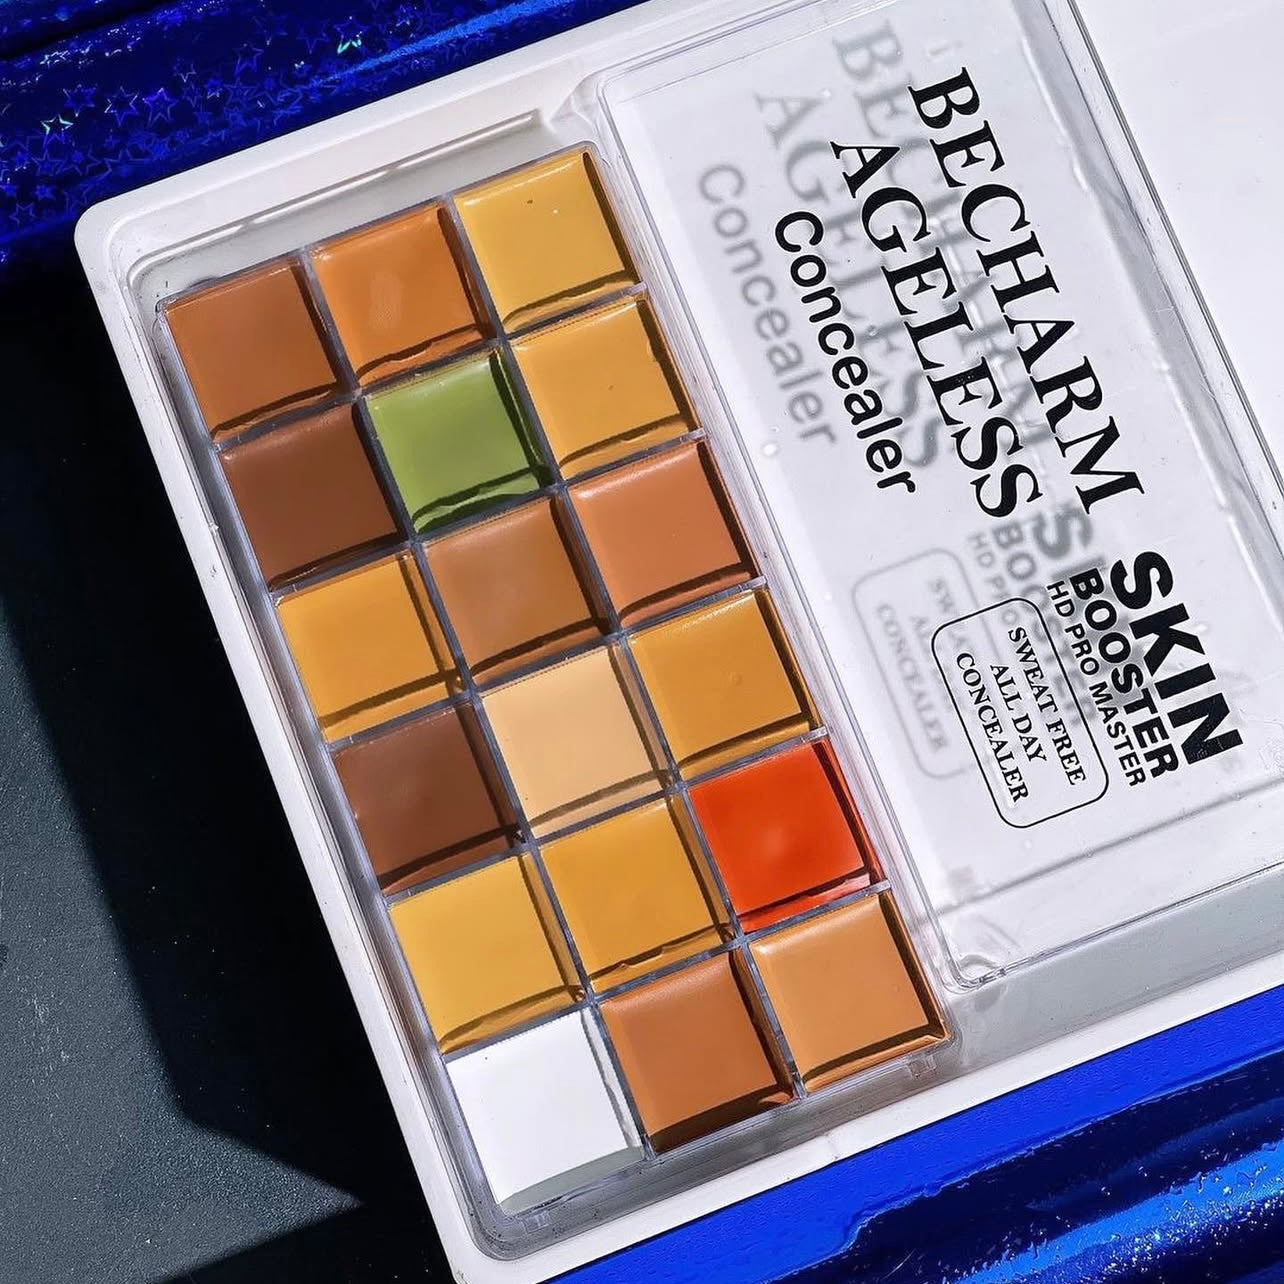 BECHARM
AGELESS
Concealer
SKIN
BOOSTER
HD PRO MASTER
SWEAT FREE
ALL DAY
CONCEALER